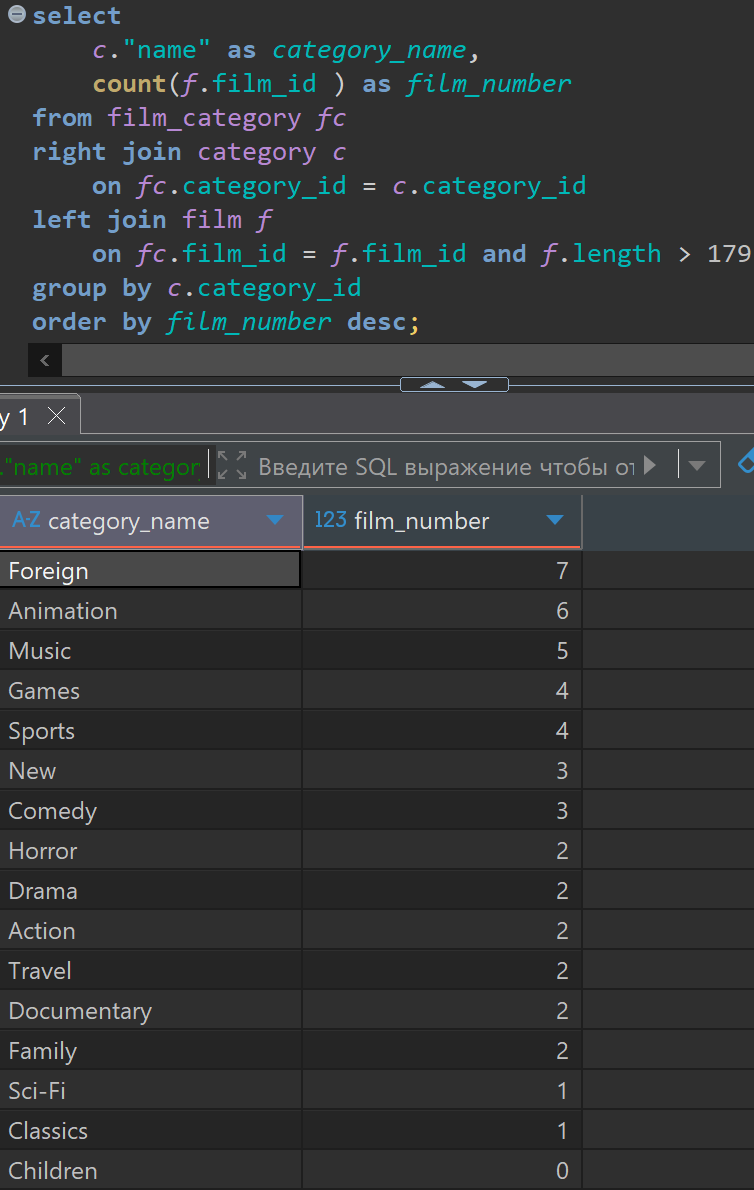 select
c."name" as category_name,
count(f.film_id ) as film_number
from film_category fc
right join category c
on fc.category_id = c.category_id
left join film f
on fc.film_id = f.film_id and f.length > 179
group by c.category_id
order by film_number desc;
y 1
."name" as categor Введите SQL выражение чтобы от
A-Z category_name 123 film_number
Foreign 7
Animation 6
Music 5
Games 4
Sports 4
New 3
Comedy 3
Horror 2
Drama 2
Action 2
Travel 2
Documentary 2
Family 2
Sci-Fi 1
Classics 1
Children 0